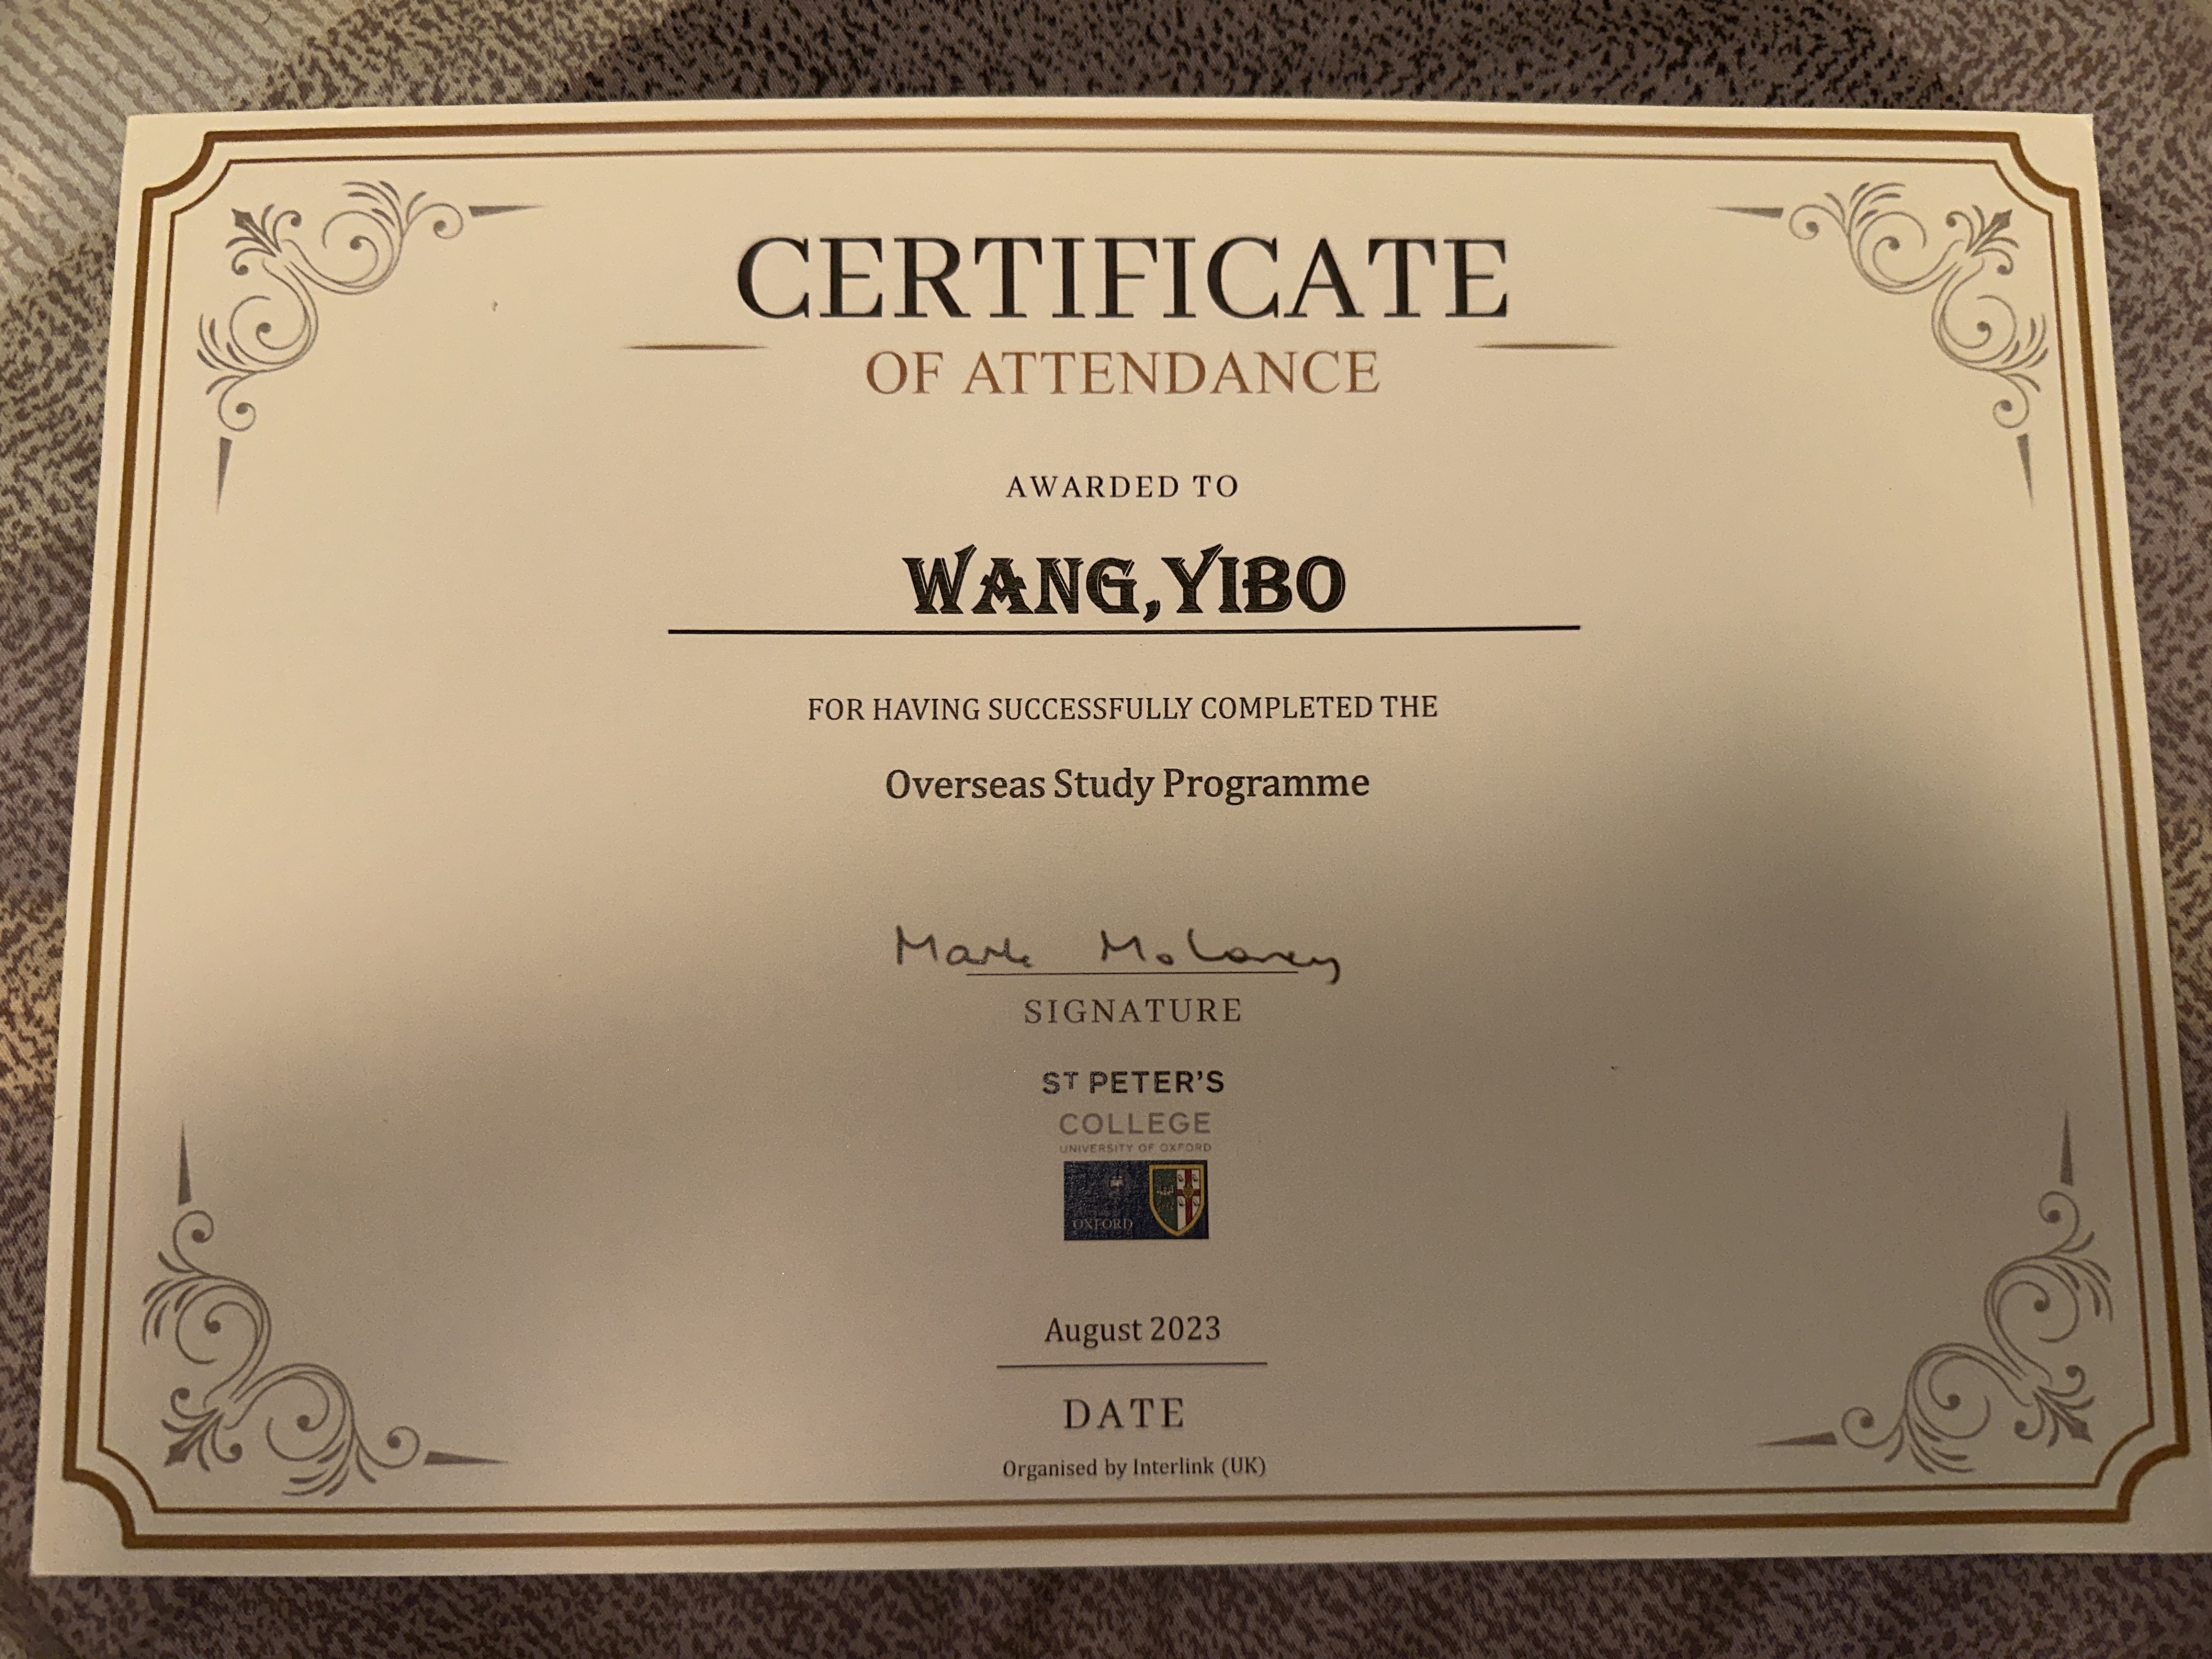 CERTIFICATE
OF ATTENDANCE
AWARDED TO
WANG,YIBO
FOR HAVING SUCCESSFULLY COMPLETED THE
Overseas Study Programme
Mark Moloney
SIGNATURE
ST PETER'S
COLLEGE
UNIVERSITY OF OXFORD
OXFORD
August 2023
DATE
Organised by Interlink (UK)